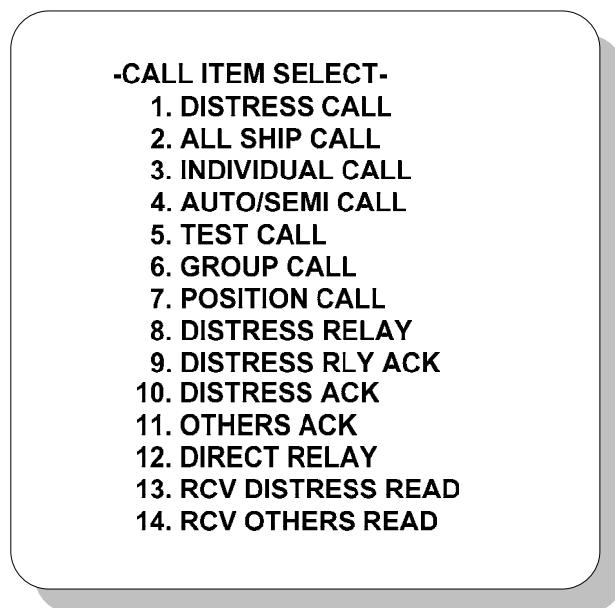 -CALL ITEM SELECT-
1. DISTRESS CALL
2. ALL SHIP CALL
3. INDIVIDUAL CALL
4. AUTO/SEMI CALL
5. TEST CALL
6. GROUP CALL
7. POSITION CALL
8. DISTRESS RELAY
9. DISTRESS RLY ACK
10. DISTRESS ACK
11. OTHERS ACK
12. DIRECT RELAY
13. RCV DISTRESS READ
14. RCV OTHERS READ